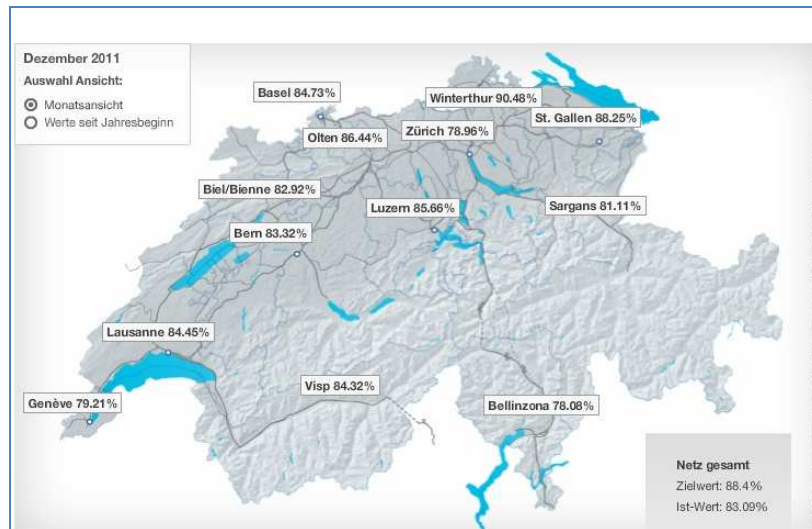 Dezember 2011
Auswahl Ansicht:
Monatsansicht
Werte seit Jahresbeginn
Basel 84.73%
Winterthur 90.48%
St. Gallen 88.25%
Olten 86.44%
Zürich 78.96%
Biel/Bienne 82.92%
Luzern 85.66%
Sargans 81.11%
Bern 83.32%
Lausanne 84.45%
Visp 84.32%
Genève 79.21%
Bellinzona 78.08%
Netz gesamt
Zielwert: 88.4%
Ist-Wert: 83.09%